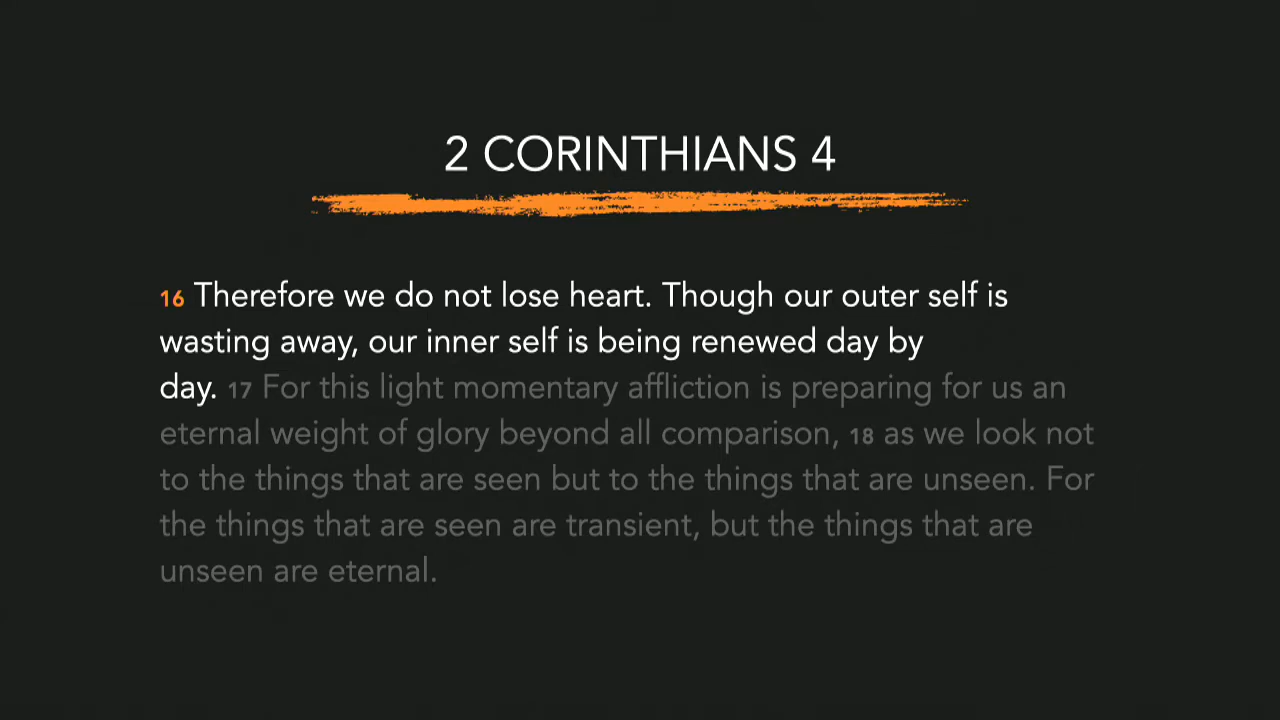 2 CORINTHIANS 4
16 Therefore we do not lose heart. Though our outer self is
wasting away, our inner self is being renewed day by
day. 17 For this light momentary affliction is preparing for us an
eternal weight of glory beyond all comparison, 18 as we look not
to the things that are seen but to the things that are unseen. For
the things that are seen are transient, but the things that are
unseen are eternal.